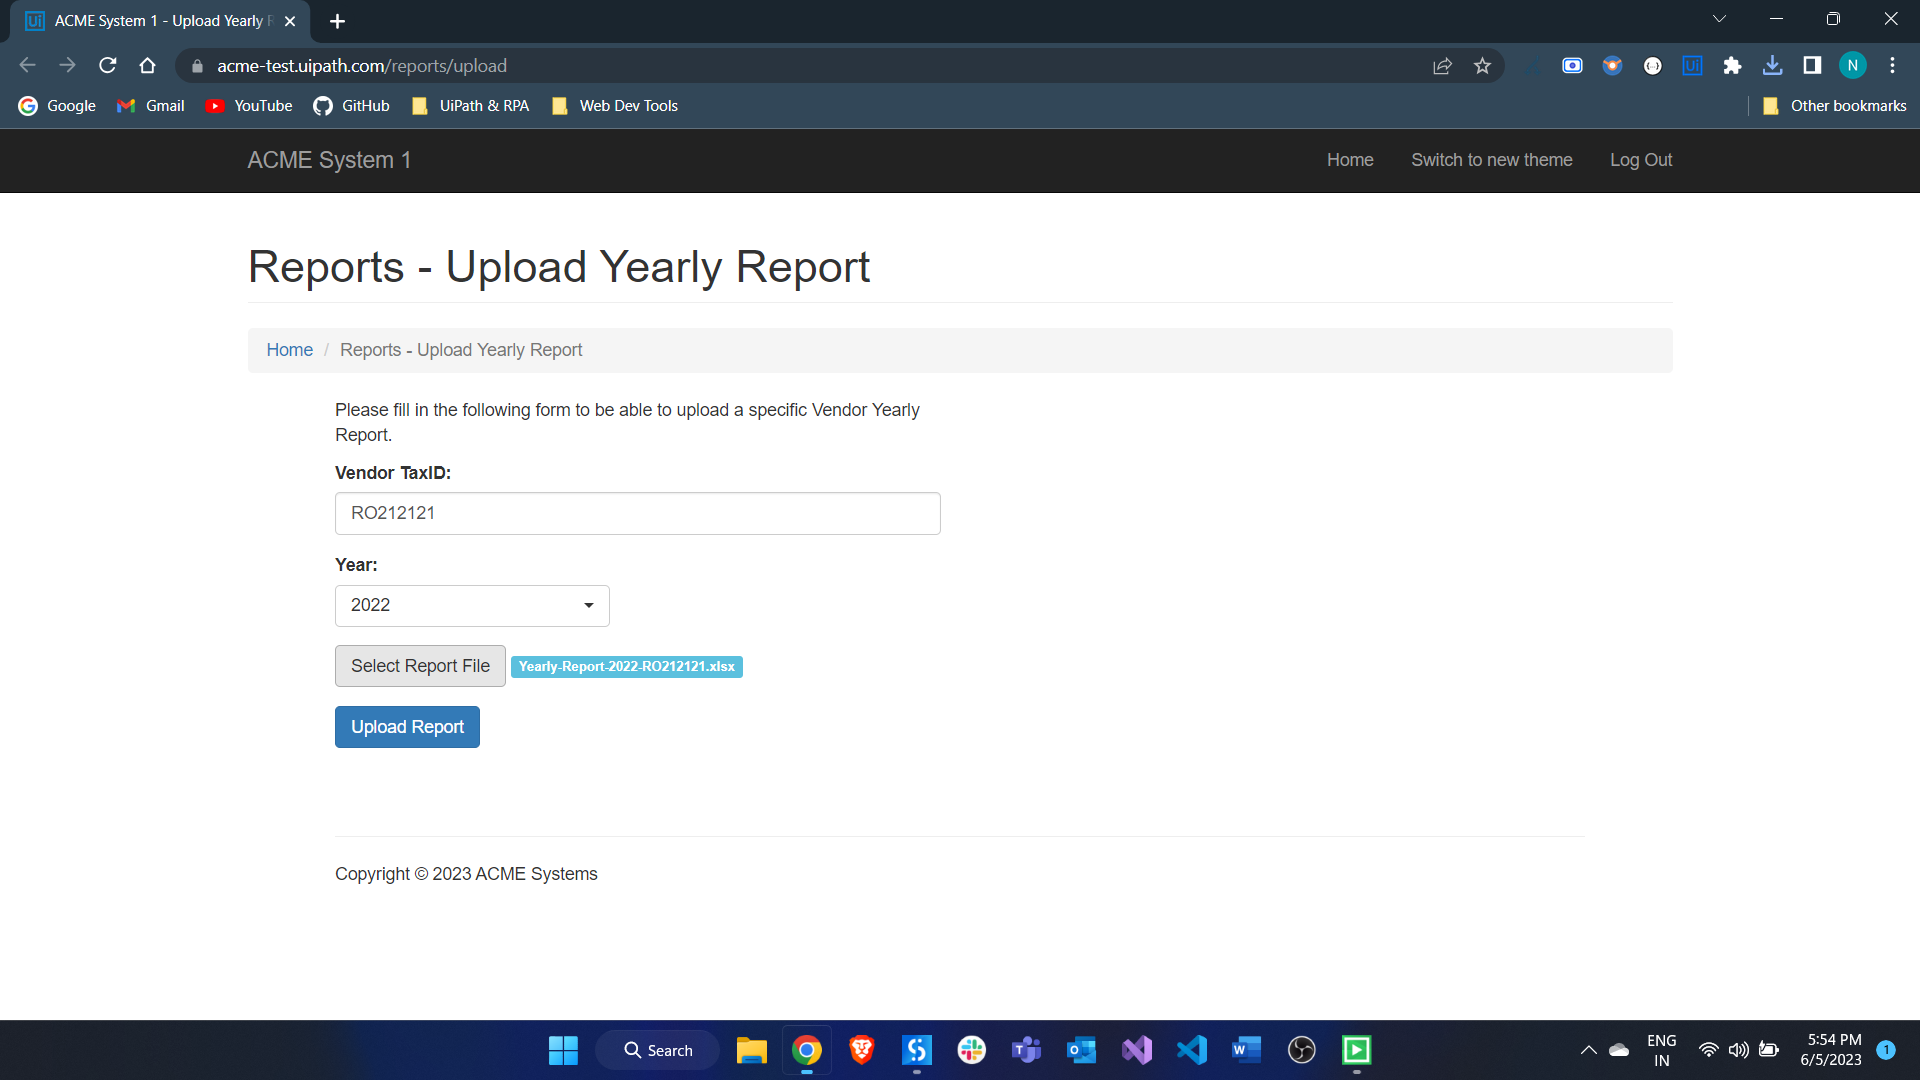 ACME System 1 - Upload Yearly R
acme-test.uipath.com/reports/upload
N
Google
Gmail
YouTube
GitHub
UiPath & RPA
Web Dev Tools
Other bookmarks
ACME System 1
Home
Switch to new theme
Log Out
Reports - Upload Yearly Report
Home / Reports - Upload Yearly Report
Please fill in the following form to be able to upload a specific Vendor Yearly
Report.
Vendor TaxID:
RO212121
Year:
2022
Select Report File
Yearly-Report-2022-RO212121.xlsx
Upload Report
Copyright © 2023 ACME Systems
Search
ENG
IN
5:54 PM
6/5/2023
1